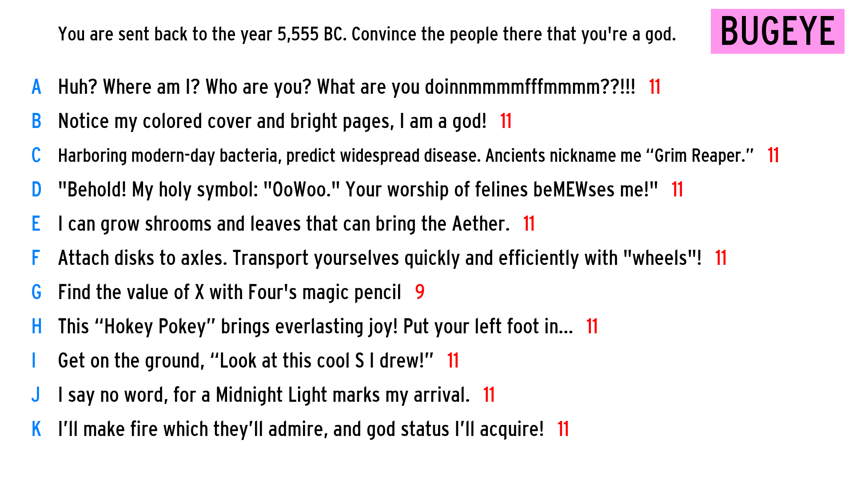 You are sent back to the year 5,555 BC. Convince the people there that you're a god.
BUGEYE
A Huh? Where am I? Who are you? What are you doinnmmmmfffmmmm??!!! 11
B Notice my colored cover and bright pages, I am a god! 11
C Harboring modern-day bacteria, predict widespread disease. Ancients nickname me “Grim Reaper.” 11
D "Behold! My holy symbol: "OoWoo." Your worship of felines beMEWses me!" 11
E I can grow shrooms and leaves that can bring the Aether. 11
F Attach disks to axles. Transport yourselves quickly and efficiently with "wheels"! 11
G Find the value of X with Four's magic pencil 9
H This “Hokey Pokey” brings everlasting joy! Put your left foot in... 11
I Get on the ground, “Look at this cool S I drew!” 11
J I say no word, for a Midnight Light marks my arrival. 11
K I’ll make fire which they’ll admire, and god status I’ll acquire! 11